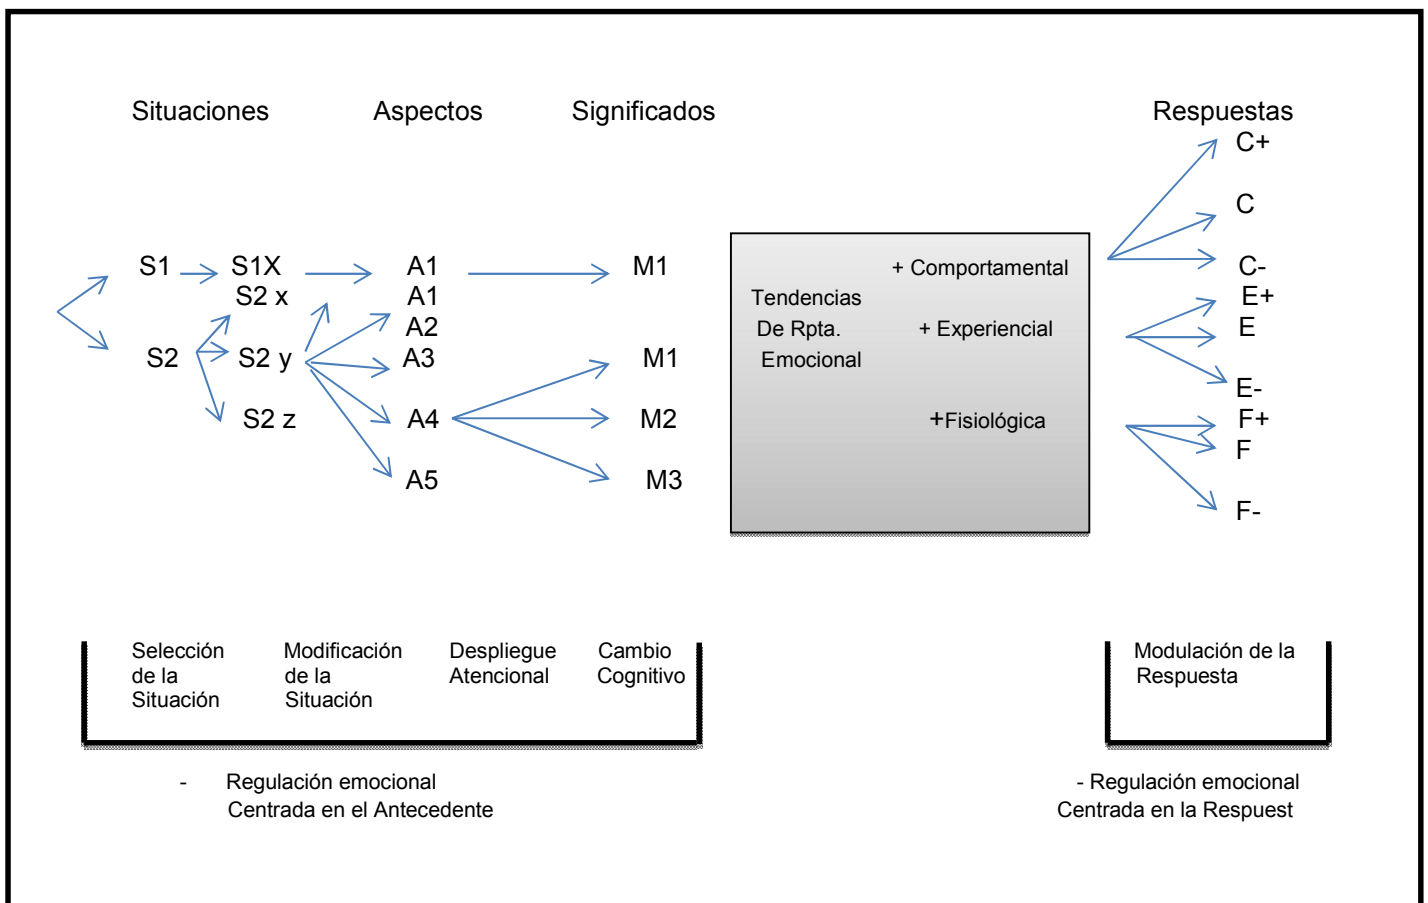 Situaciones Aspectos Significados Respuestas
C+
C
S1 S1X A1 M1 + Comportamental C-
S2 x A1 Tendencias E+
A2 De Rpta. + Experiencial E
S2 S2 y A3 M1 Emocional
E-
S2 z A4 M2 +Fisiológica F+
F
A5 M3
F-
Selección Modificación Despliegue Cambio Modulación de la
de la de la Atencional Cognitivo Respuesta
Situación Situación
- Regulación emocional - Regulación emocional
Centrada en el Antecedente Centrada en la Respuest